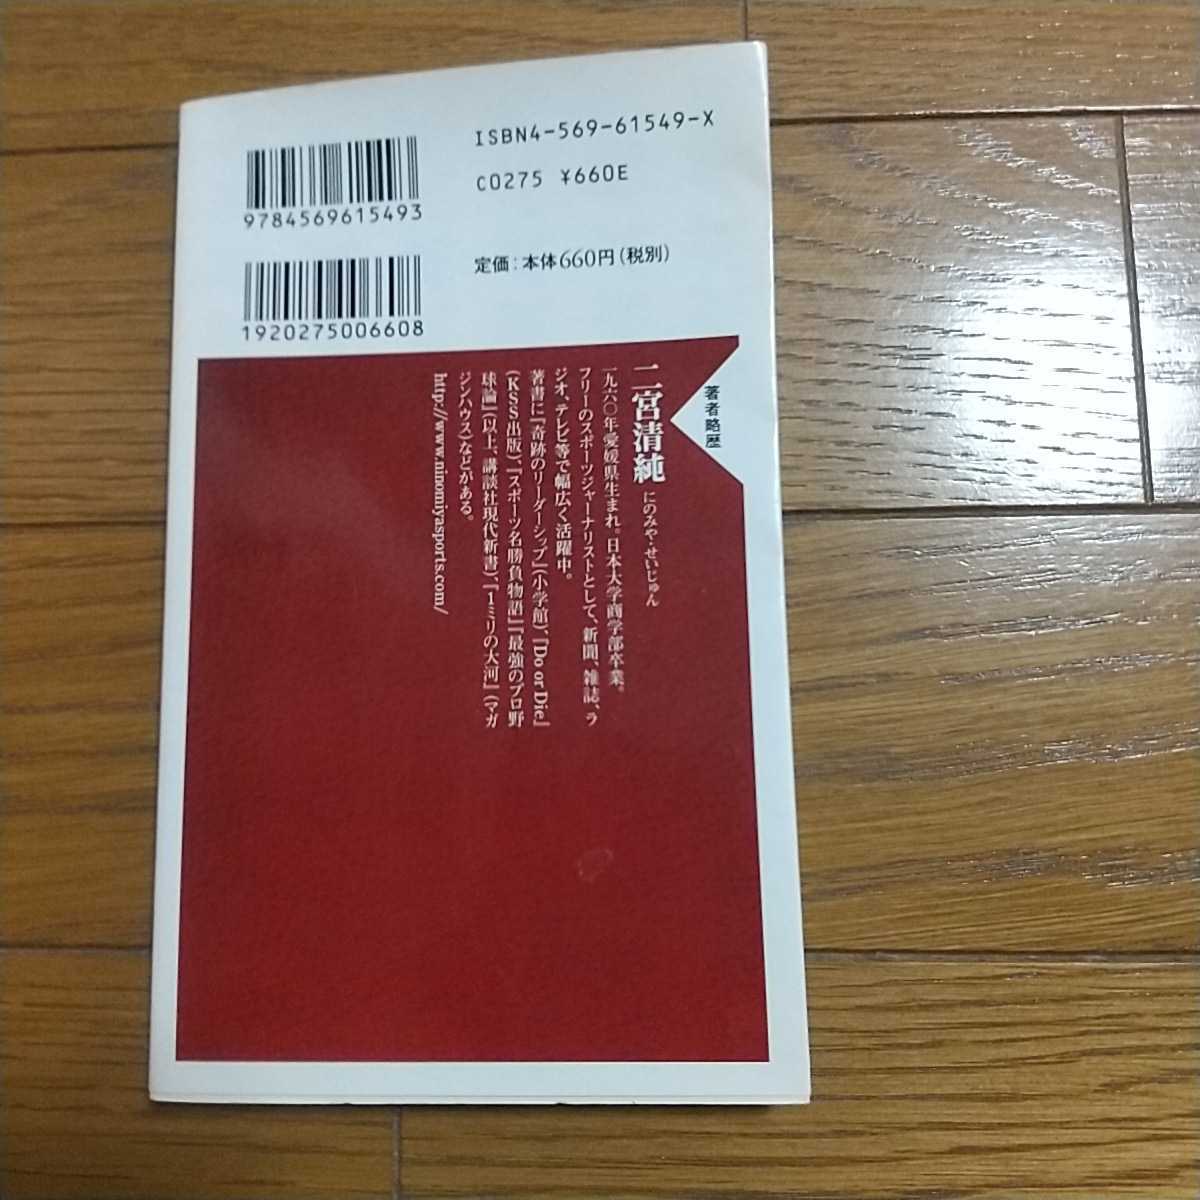 ISBN4-569-61549-X
C0275 ¥660E
定価:本体660円(税別)
9784569615493
1920275006608
著者略歴
二宮清純 にのみや・せいじゅん
一九六〇年愛媛県生まれ。日本大学商学部卒業。
フリーのスポーツジャーナリストとして、新聞、雑誌、ラ
ジオ、テレビ等で幅広く活躍中。
著書に『奇跡のリーダーシップ』(小学館)、『Do or Die』
(KSS出版)、『スポーツ名勝負物語』『最強のプロ野
球論』(以上、講談社現代新書)、『1ミリの大河』(マガ
ジンハウス)などがある。
http://www.ninomiyasports.com/